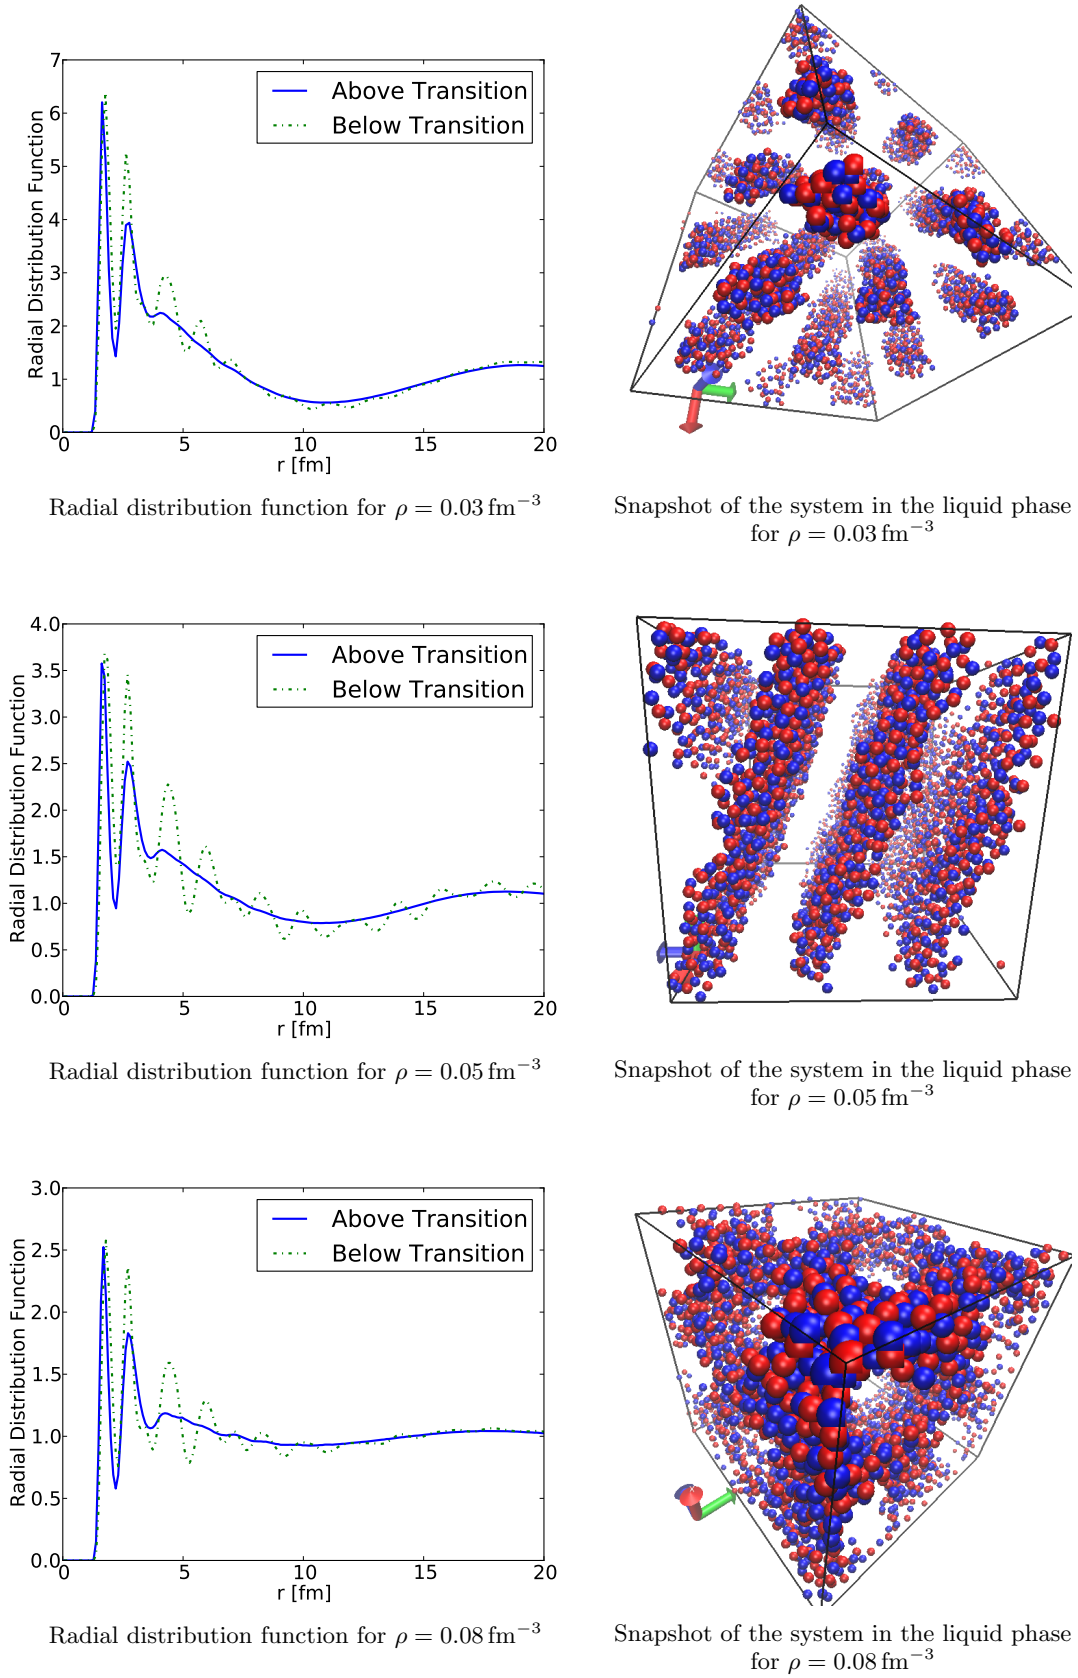 7
6
5
4
3
2
1
0
Radial Distribution Function
Above Transition
Below Transition
0 5 10 15 20
r [fm]
Radial distribution function for ρ = 0.03 fm⁻³
Snapshot of the system in the liquid phase
for ρ = 0.03 fm⁻³
4.0
3.5
3.0
2.5
2.0
1.5
1.0
0.5
0.0
Radial Distribution Function
Above Transition
Below Transition
0 5 10 15 20
r [fm]
Radial distribution function for ρ = 0.05 fm⁻³
Snapshot of the system in the liquid phase
for ρ = 0.05 fm⁻³
3.0
2.5
2.0
1.5
1.0
0.5
0.0
Radial Distribution Function
Above Transition
Below Transition
0 5 10 15 20
r [fm]
Radial distribution function for ρ = 0.08 fm⁻³
Snapshot of the system in the liquid phase
for ρ = 0.08 fm⁻³